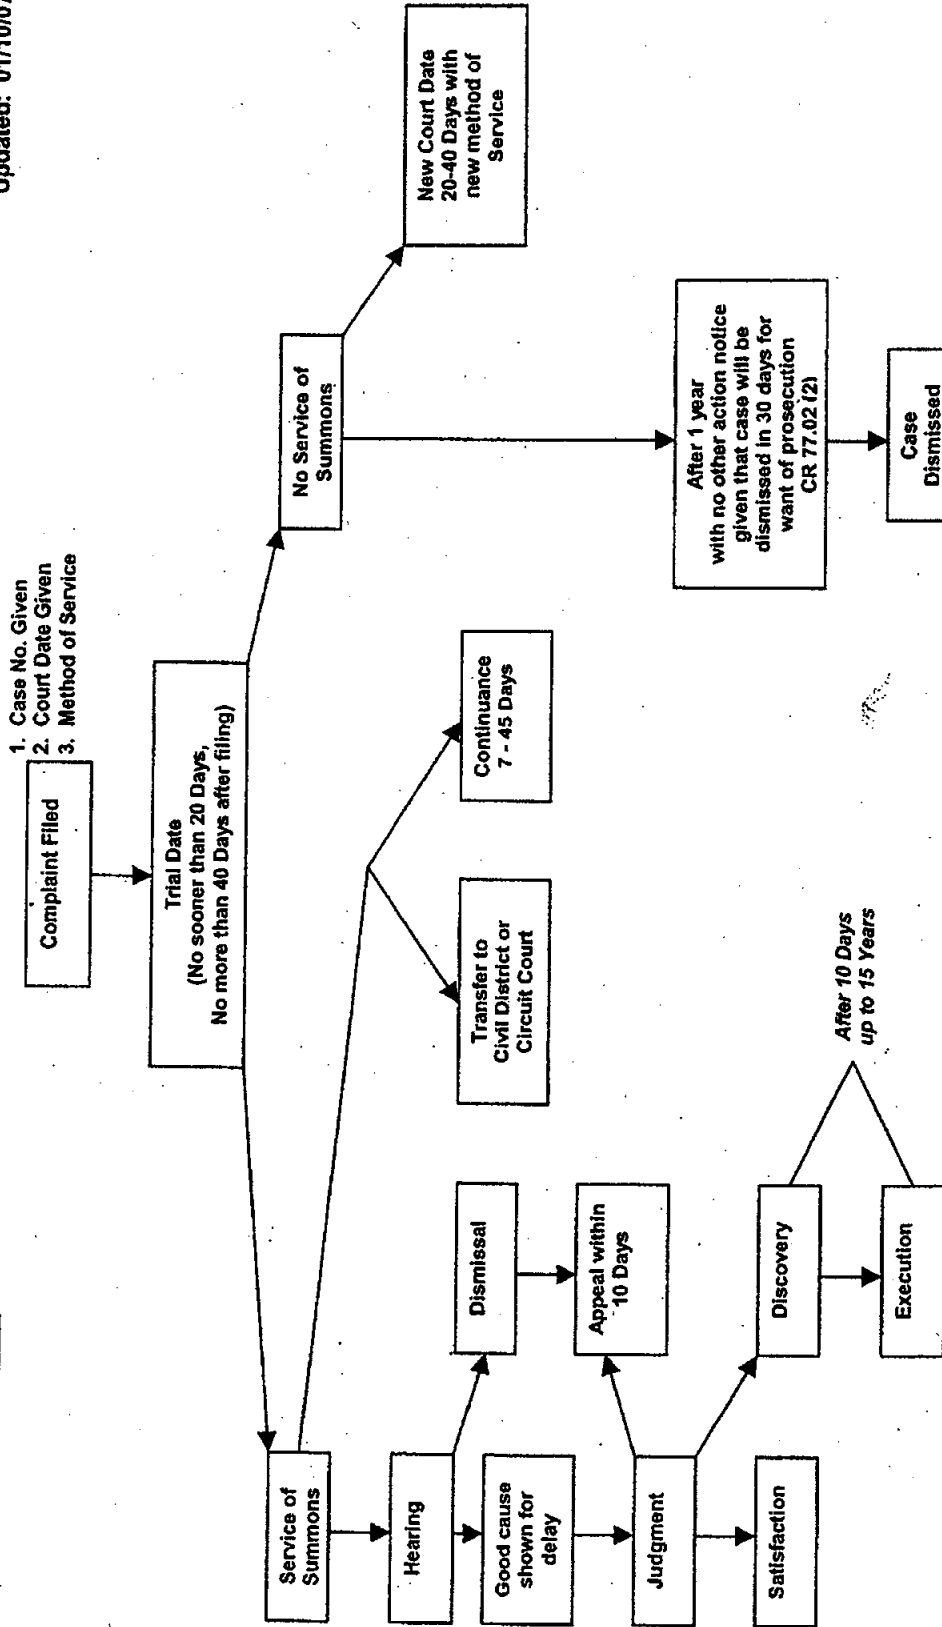 Updated: 01/10/07
1. Case No. Given
2. Court Date Given
3. Method of Service
Complaint Filed
Trial Date
(No sooner than 20 Days,
No more than 40 Days after filing)
Service of
Summons
No Service of
Summons
New Court Date
20-40 Days with
new method of
Service
Hearing
Dismissal
Transfer to
Civil District or
Circuit Court
Continuance
7 - 45 Days
Good cause
shown for
delay
Appeal within
10 Days
Judgment
After 1 year
with no other action notice
given that case will be
dismissed in 30 days for
want of prosecution
CR 77.02 (2)
Satisfaction
Discovery
After 10 Days
up to 15 Years
Execution
Case
Dismissed